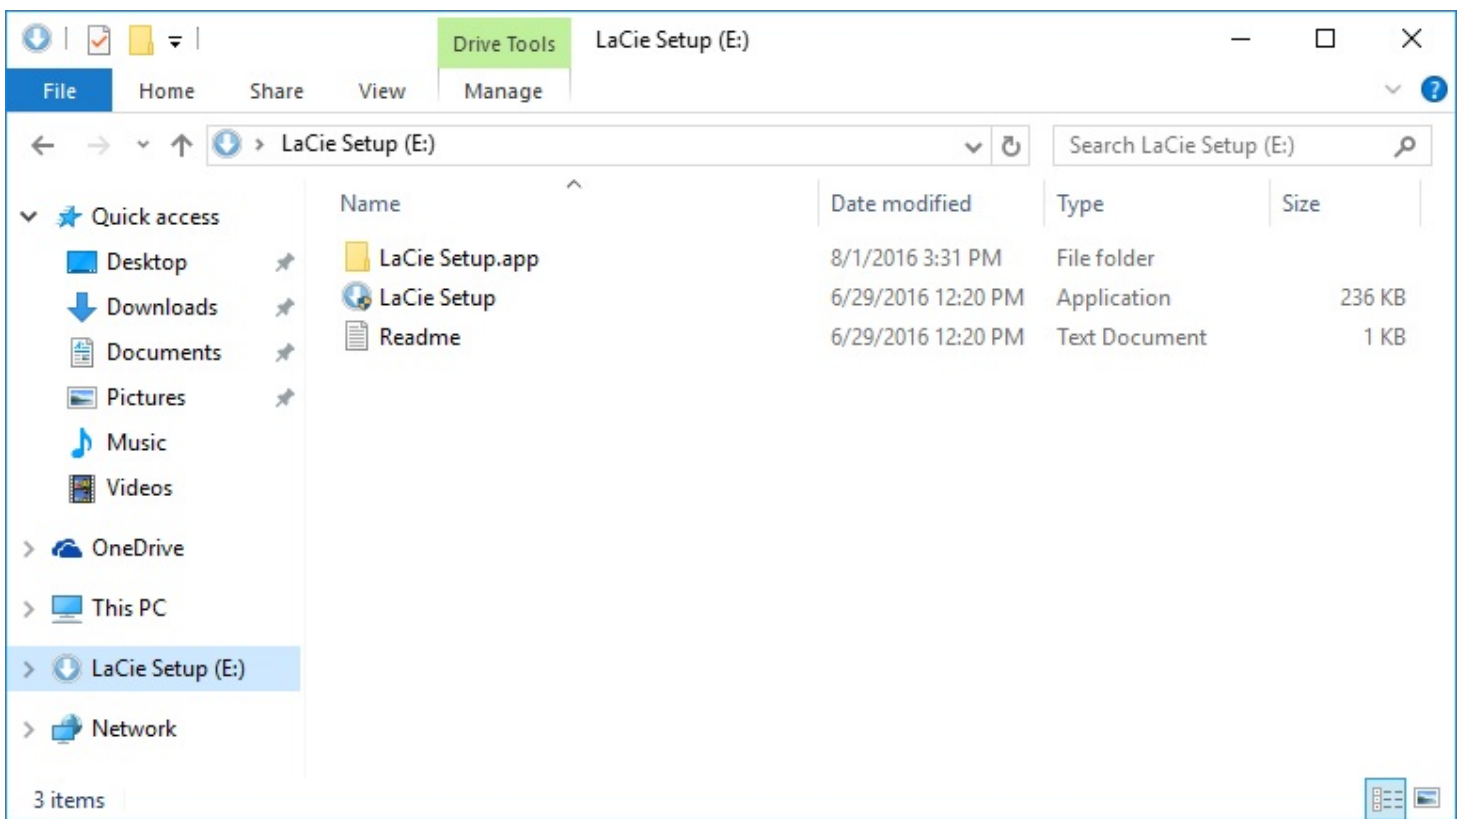 Drive Tools LaCie Setup (E:)
File Home Share View Manage
LaCie Setup (E:) Search LaCie Setup (E:)
Name Date modified Type Size
Quick access
Desktop
Downloads
Documents
Pictures
Music
Videos
OneDrive
This PC
LaCie Setup (E:)
Network
LaCie Setup.app 8/1/2016 3:31 PM File folder
LaCie Setup 6/29/2016 12:20 PM Application 236 KB
Readme 6/29/2016 12:20 PM Text Document 1 KB
3 items